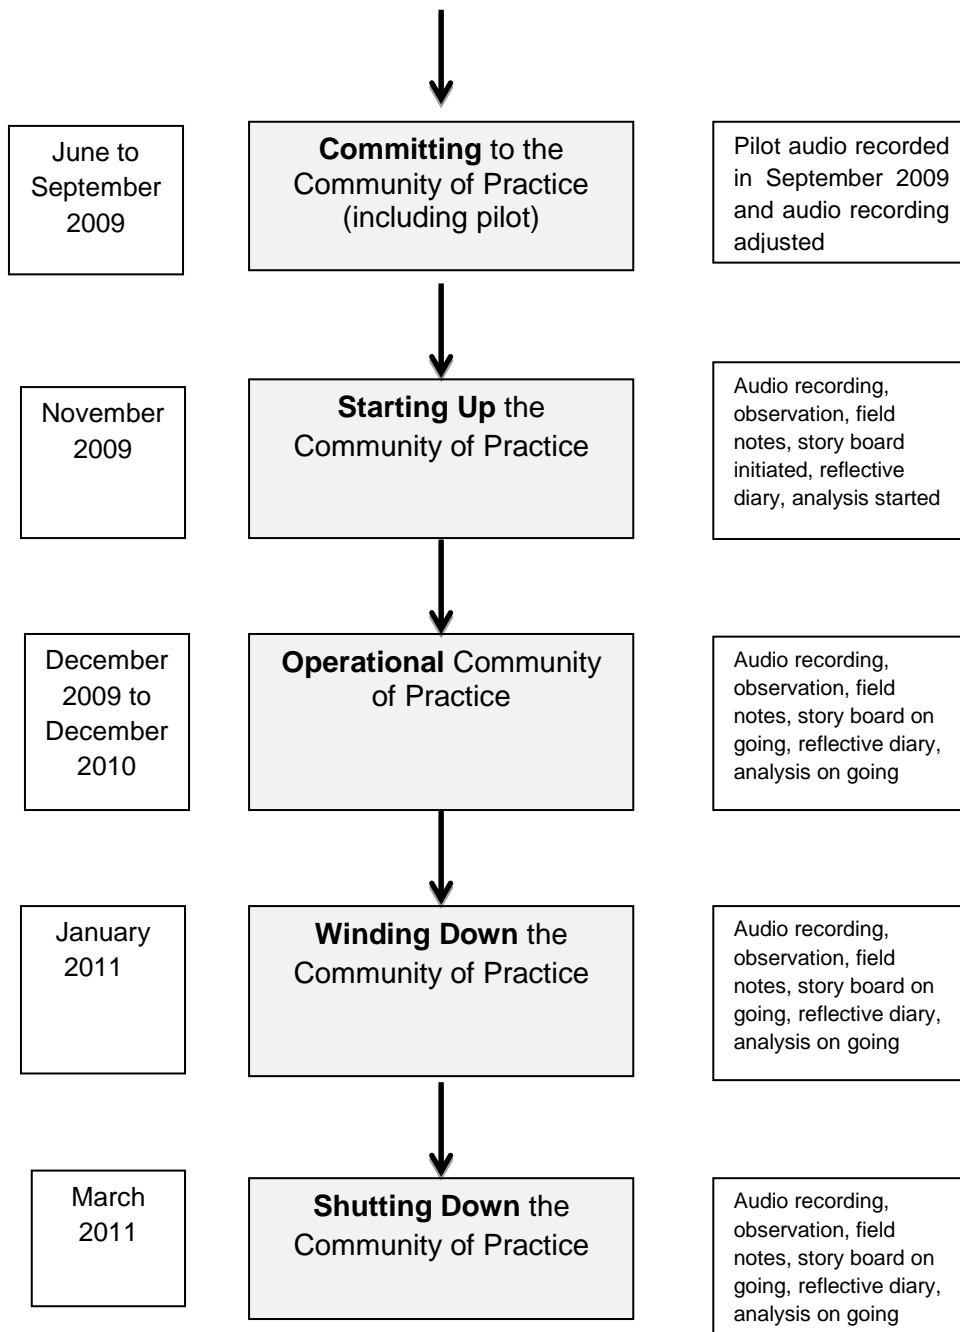 June to
September
2009
Committing to the
Community of Practice
(including pilot)
Pilot audio recorded
in September 2009
and audio recording
adjusted
November
2009
Starting Up the
Community of Practice
Audio recording,
observation, field
notes, story board
initiated, reflective
diary, analysis started
December
2009 to
December
2010
Operational Community
of Practice
Audio recording,
observation, field
notes, story board on
going, reflective diary,
analysis on going
January
2011
Winding Down the
Community of Practice
Audio recording,
observation, field
notes, story board on
going, reflective diary,
analysis on going
March
2011
Shutting Down the
Community of Practice
Audio recording,
observation, field
notes, story board on
going, reflective diary,
analysis on going